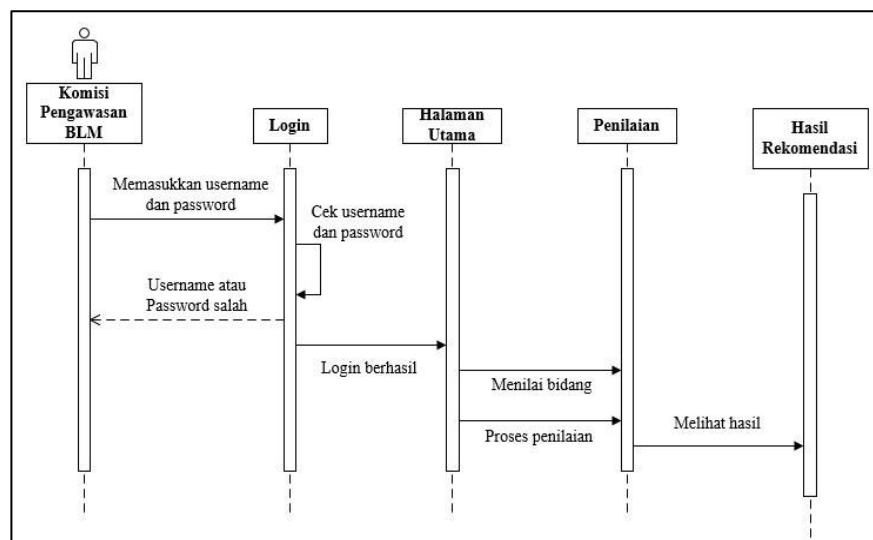 Komisi
Pengawasan
BLM
Login
Halaman
Utama
Penilaian
Hasil
Rekomendasi
Memasukkan username
dan password
Cek username
dan password
Username atau
Password salah
Login berhasil
Menilai bidang
Proses penilaian
Melihat hasil